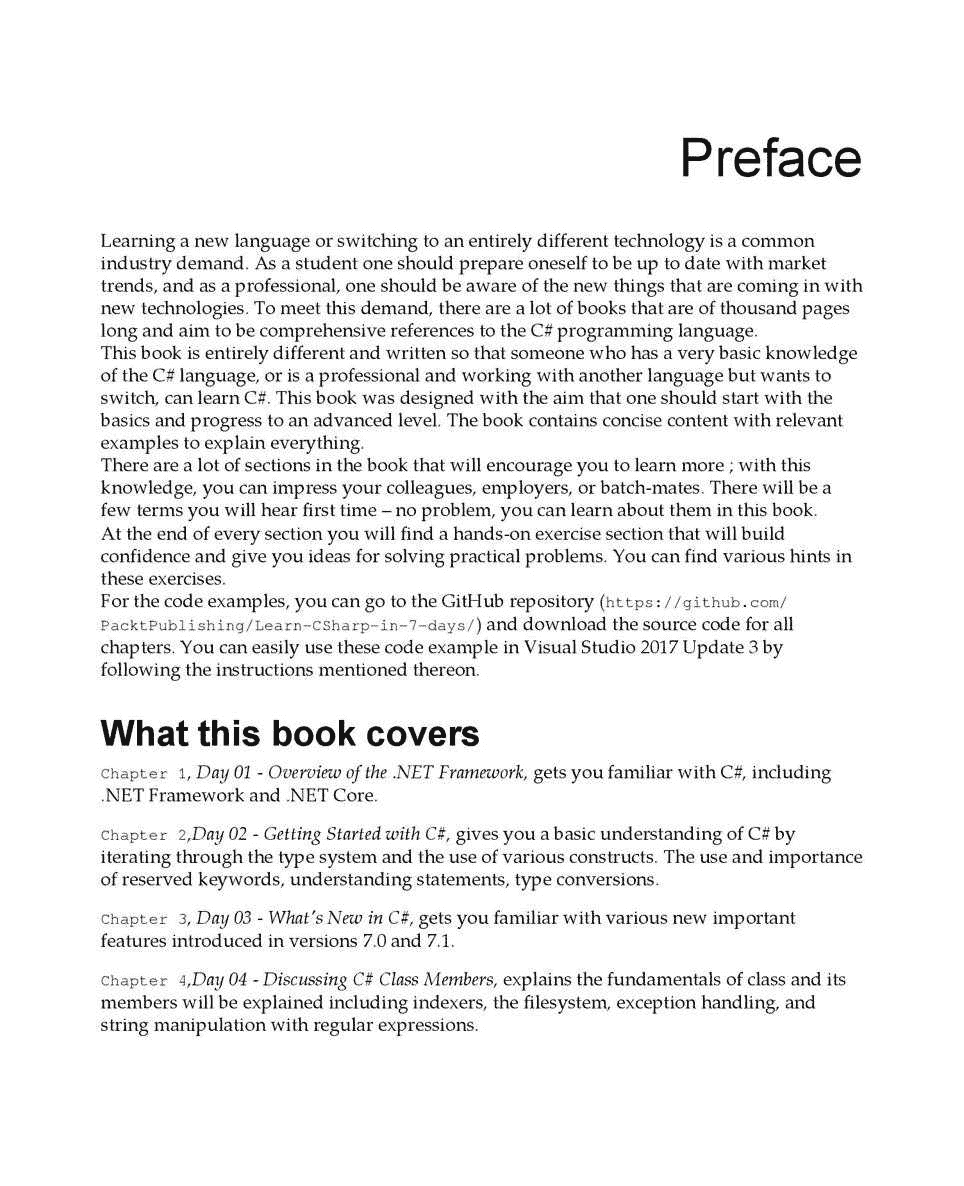 Preface
Learning a new language or switching to an entirely different technology is a common
industry demand. As a student one should prepare oneself to be up to date with market
trends, and as a professional, one should be aware of the new things that are coming in with
new technologies. To meet this demand, there are a lot of books that are of thousand pages
long and aim to be comprehensive references to the C# programming language.
This book is entirely different and written so that someone who has a very basic knowledge
of the C# language, or is a professional and working with another language but wants to
switch, can learn C#. This book was designed with the aim that one should start with the
basics and progress to an advanced level. The book contains concise content with relevant
examples to explain everything.
There are a lot of sections in the book that will encourage you to learn more ; with this
knowledge, you can impress your colleagues, employers, or batch-mates. There will be a
few terms you will hear first time – no problem, you can learn about them in this book.
At the end of every section you will find a hands-on exercise section that will build
confidence and give you ideas for solving practical problems. You can find various hints in
these exercises.
For the code examples, you can go to the GitHub repository (https://github.com/
PacktPublishing/Learn-CSharp-in-7-days/) and download the source code for all
chapters. You can easily use these code example in Visual Studio 2017 Update 3 by
following the instructions mentioned thereon.
What this book covers
Chapter 1, Day 01 - Overview of the .NET Framework, gets you familiar with C#, including
.NET Framework and .NET Core.
Chapter 2,Day 02 - Getting Started with C#, gives you a basic understanding of C# by
iterating through the type system and the use of various constructs. The use and importance
of reserved keywords, understanding statements, type conversions.
Chapter 3, Day 03 - What's New in C#, gets you familiar with various new important
features introduced in versions 7.0 and 7.1.
Chapter 4,Day 04 - Discussing C# Class Members, explains the fundamentals of class and its
members will be explained including indexers, the filesystem, exception handling, and
string manipulation with regular expressions.